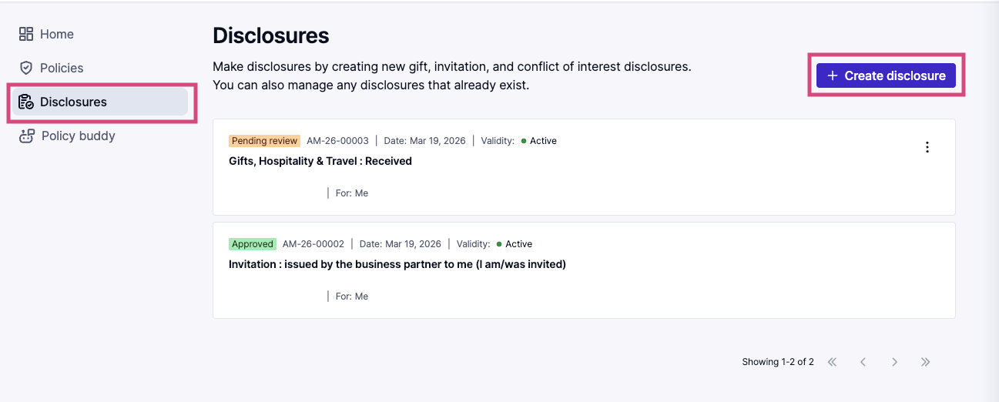 Home
Policies
Disclosures
Policy buddy
Disclosures
Make disclosures by creating new gift, invitation, and conflict of interest disclosures.
You can also manage any disclosures that already exist.
+ Create disclosure
Pending review AM-26-00003 | Date: Mar 19, 2026 | Validity: Active
Gifts, Hospitality & Travel : Received
| For: Me
Approved AM-26-00002 | Date: Mar 19, 2026 | Validity: Active
Invitation : issued by the business partner to me (I am/was invited)
| For: Me
Showing 1-2 of 2